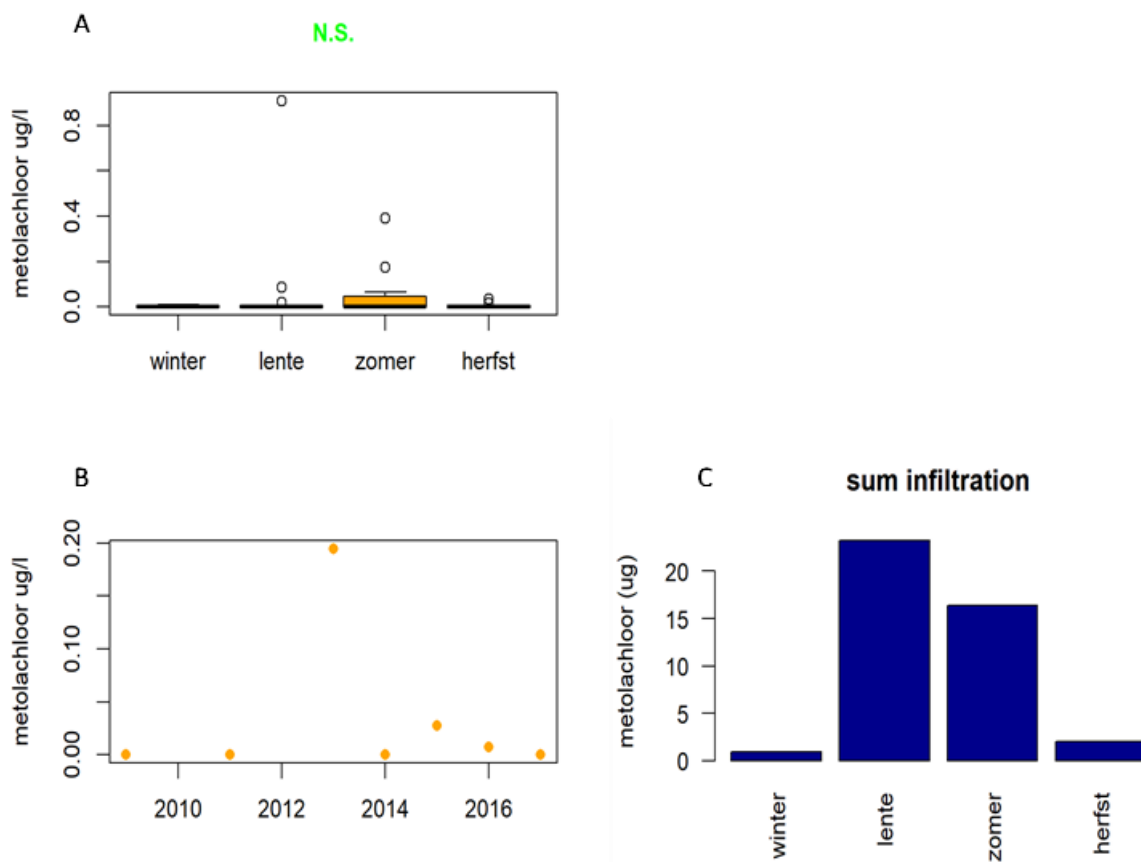 A
N.S.
metolachloor ug/l
0.8
0.4
0.0
winter lente zomer herfst
B
metolachloor ug/l
0.20
0.10
0.00
2010 2012 2014 2016
C
sum infiltration
metolachloor (ug)
20
15
10
5
0
winter lente zomer herfst